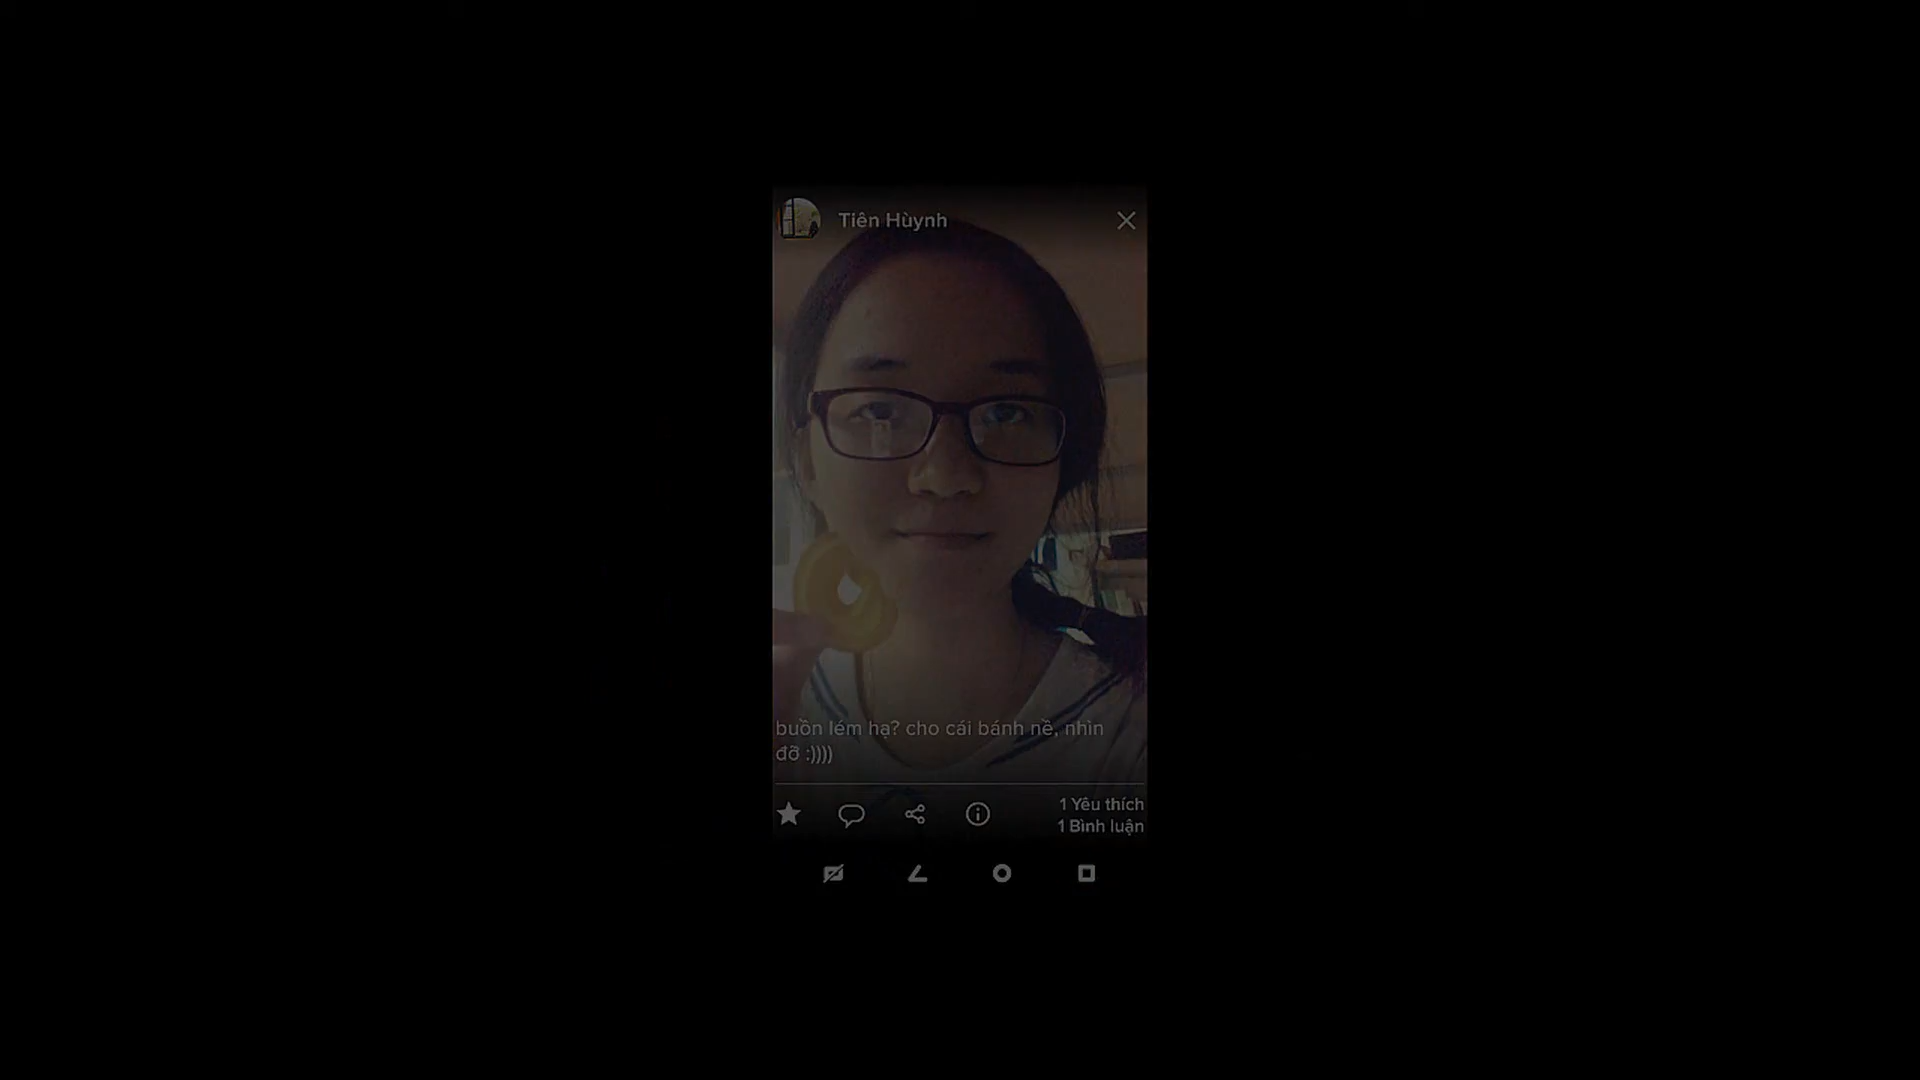 Tiên Hùynh
buồn lém hạ? cho cái bánh nề, nhìn
đỡ :))))
1 Yêu thích
1 Bình luận